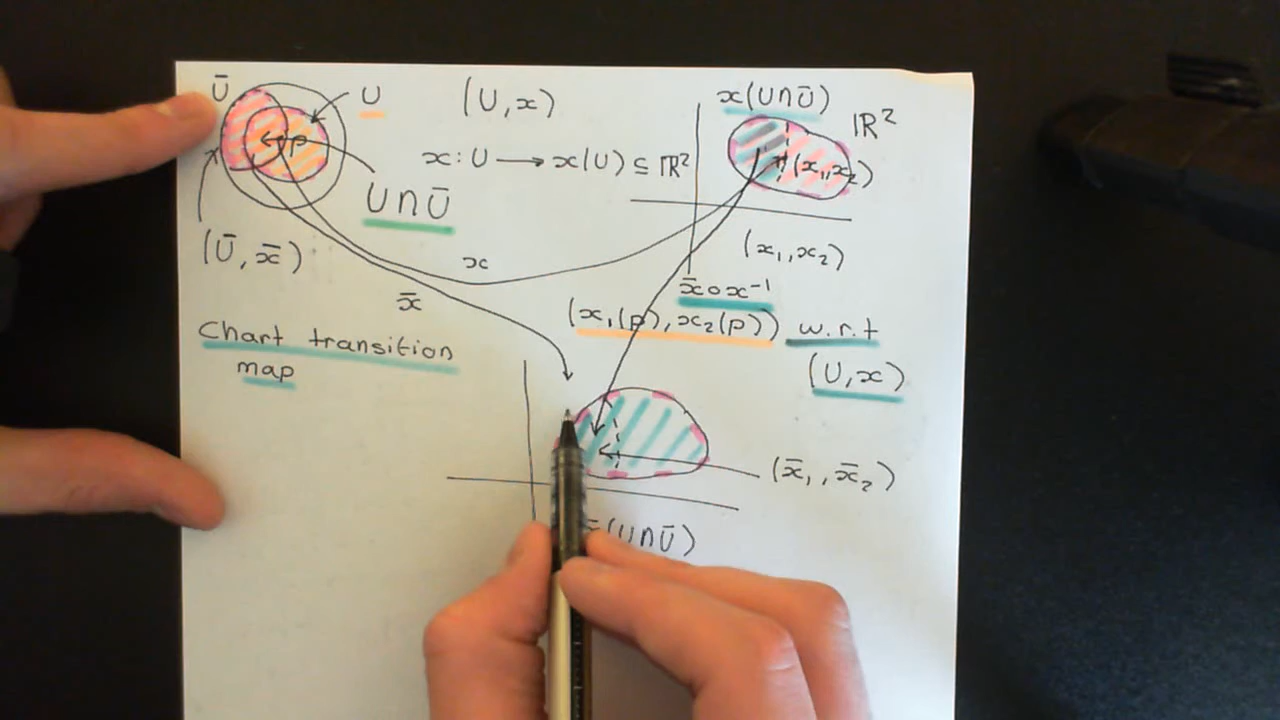 Ū
U
(U, x)
x(U∩Ū)
ℝ²
p
x : U ⟶ x(U) ⊆ ℝ²
(x₁, x₂)
U∩Ū
(Ū, x̄)
x
(x₁, x₂)
x̄
x̄∘x⁻¹
(x₁(p), x₂(p)) w.r.t
(U, x)
Chart transition
map
(x̄₁, x̄₂)
(U∩Ū)